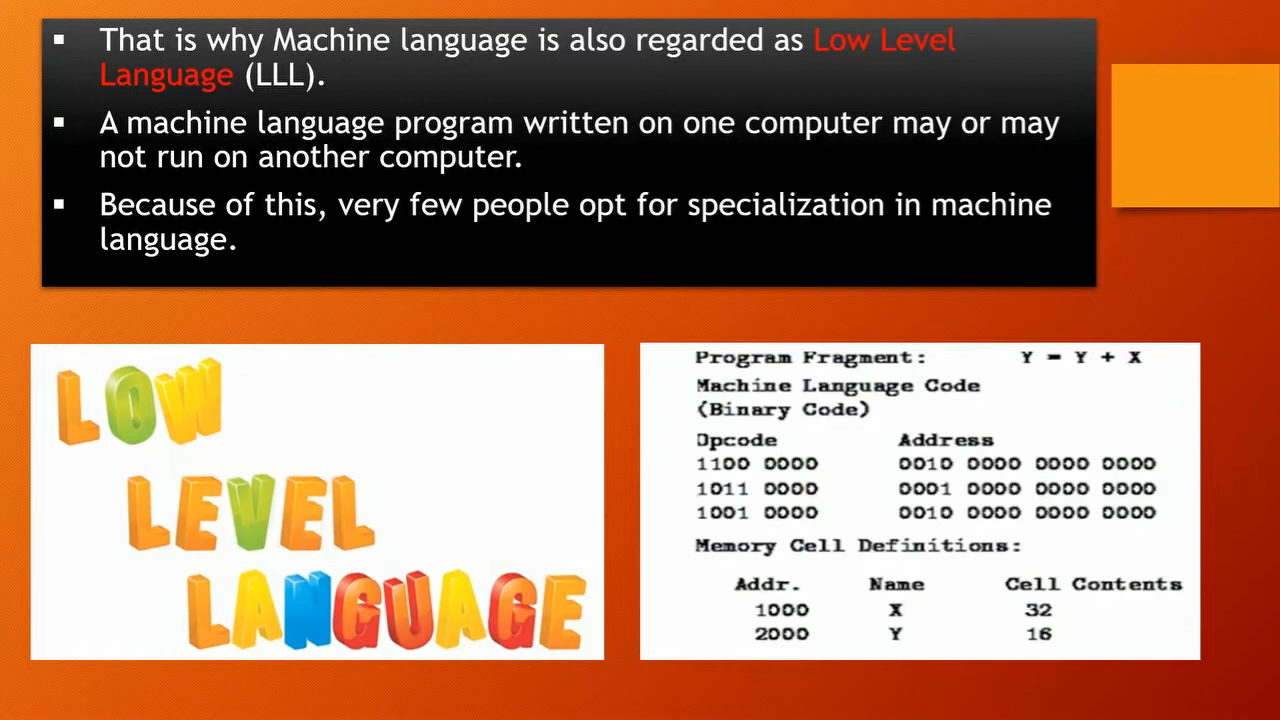 ▪ That is why Machine language is also regarded as Low Level
Language (LLL).
▪ A machine language program written on one computer may or may
not run on another computer.
▪ Because of this, very few people opt for specialization in machine
language.
LOW
LEVEL
LANGUAGE
Program Fragment: Y = Y + X
Machine Language Code
(Binary Code)
Opcode Address
1100 0000 0010 0000 0000 0000
1011 0000 0001 0000 0000 0000
1001 0000 0010 0000 0000 0000
Memory Cell Definitions:
Addr. Name Cell Contents
1000 X 32
2000 Y 16